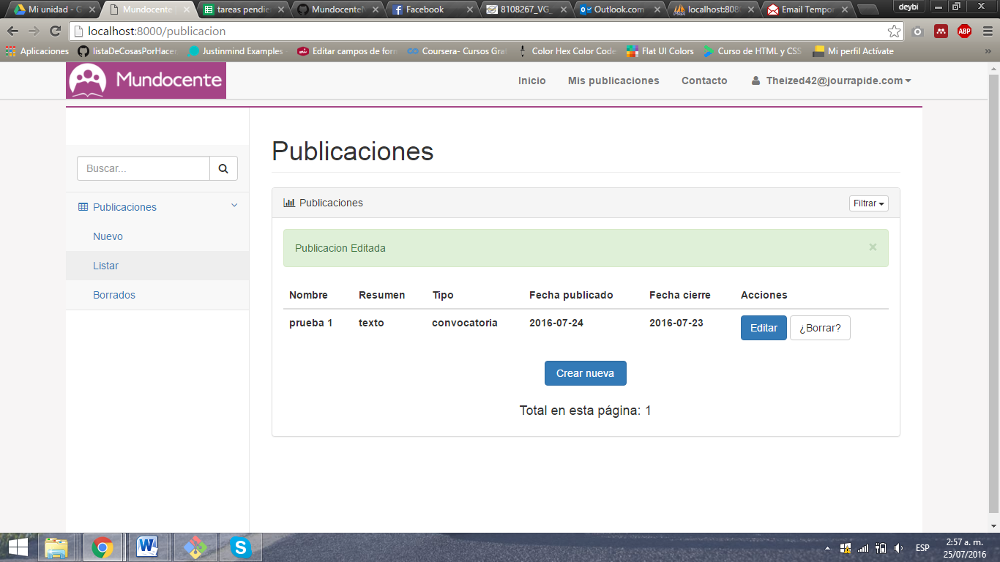 Mi unidad - G
Mundocente
tareas pendie
MundocenteM
Facebook
8108267_VG_
Outlook.com
localhost:808
Email Tempor
deybi
localhost:8000/publicacion
ABP
Aplicaciones
listaDeCosasPorHacer
Justinmind Examples
Editar campos de form
Coursera- Cursos Grat
Color Hex Color Code
Flat UI Colors
Curso de HTML y CSS
Mi perfil Actívate
»
Mundocente
Inicio
Mis publicaciones
Contacto
Theized42@jourrapide.com
Publicaciones
Buscar...
Publicaciones
Nuevo
Listar
Borrados
Publicaciones
Filtrar
Publicacion Editada
×
Nombre Resumen Tipo Fecha publicado Fecha cierre Acciones
prueba 1 texto convocatoria 2016-07-24 2016-07-23 Editar ¿Borrar?
Crear nueva
Total en esta página: 1
ESP
2:57 a. m.
25/07/2016